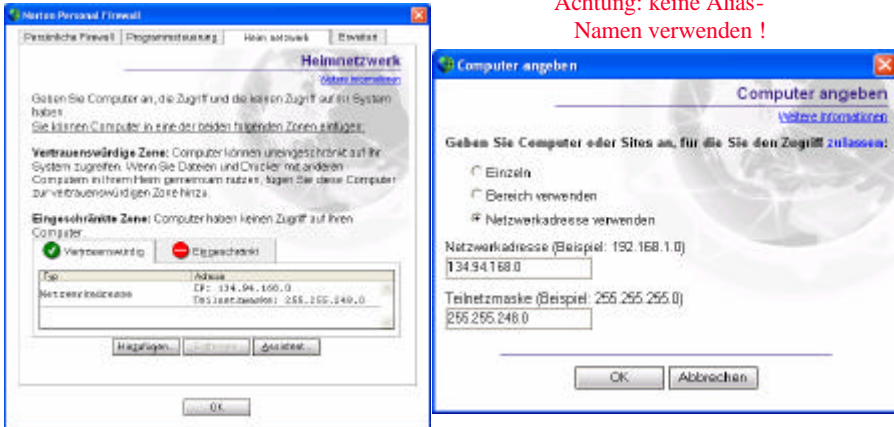 Norton Personal Firewall
Persönliche Firewall Programmsteuerung Heimnetzwerk Erweitert
Heimnetzwerk
Weitere Informationen
Geben Sie Computer an, die Zugriff und die keinen Zugriff auf Ihr System
haben.
Sie können Computer in eine der beiden folgenden Zonen einfügen:
Vertrauenswürdige Zone: Computer können uneingeschränkt auf Ihr
System zugreifen. Wenn Sie Dateien und Drucker mit anderen
Computern in Ihrem Heim gemeinsam nutzen, fügen Sie diese Computer
zur vertrauenswürdigen Zone hinzu.
Eingeschränkte Zone: Computer haben keinen Zugriff auf Ihren
Computer.
Vertrauenswürdig Eingeschränkt
Typ Adresse
Netzwerkadresse IP: 134.94.168.0
Teilnetzmaske: 255.255.248.0
Hinzufügen... Entfernen Assistent...
OK
Achtung: keine Alias-
Namen verwenden !
Computer angeben
Computer angeben
Weitere Informationen
Geben Sie Computer oder Sites an, für die Sie den Zugriff zulassen:
Einzeln
Bereich verwenden
Netzwerkadresse verwenden
Netzwerkadresse (Beispiel: 192.168.1.0)
134.94.168.0
Teilnetzmaske (Beispiel: 255.255.255.0)
255.255.248.0
OK Abbrechen